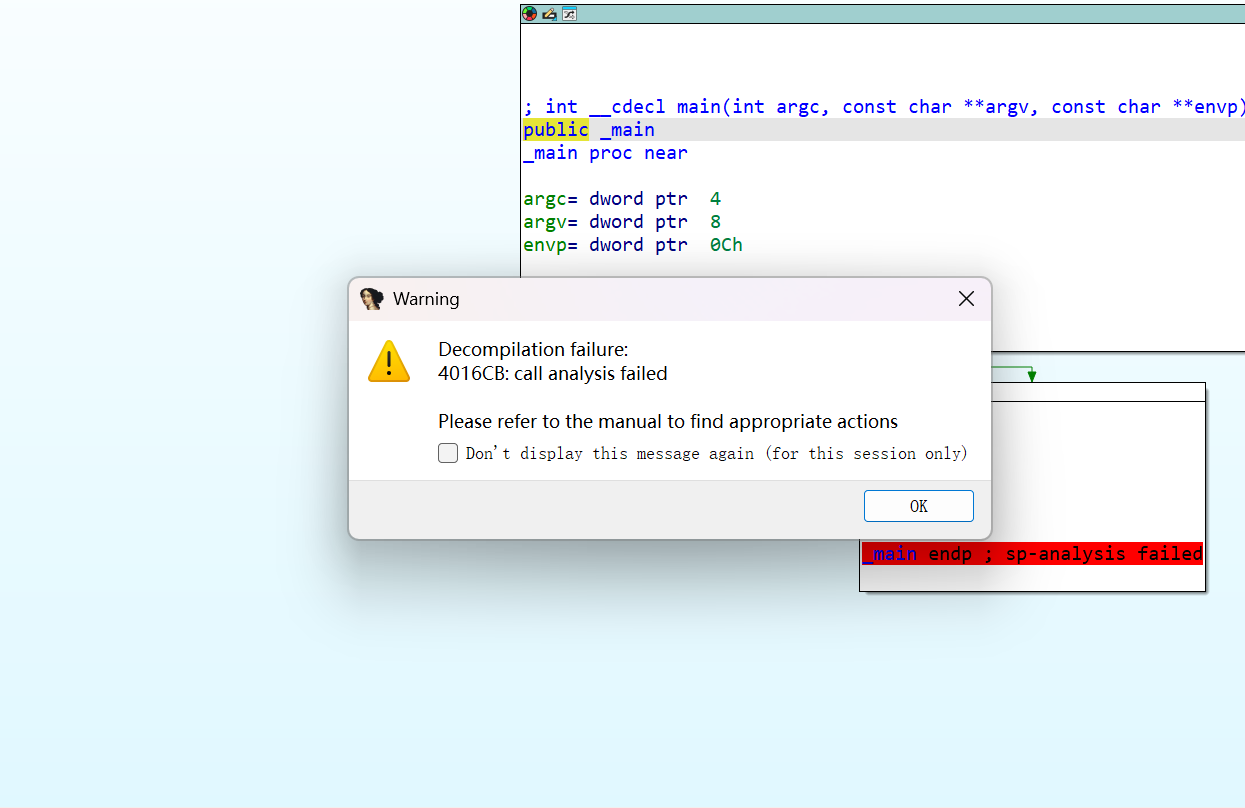 ; int __cdecl main(int argc, const char **argv, const char **envp)
public _main
_main proc near
argc= dword ptr  4
argv= dword ptr  8
envp= dword ptr  0Ch
Warning
Decompilation failure:
4016CB: call analysis failed
Please refer to the manual to find appropriate actions
Don't display this message again (for this session only)
OK
_main endp ; sp-analysis failed